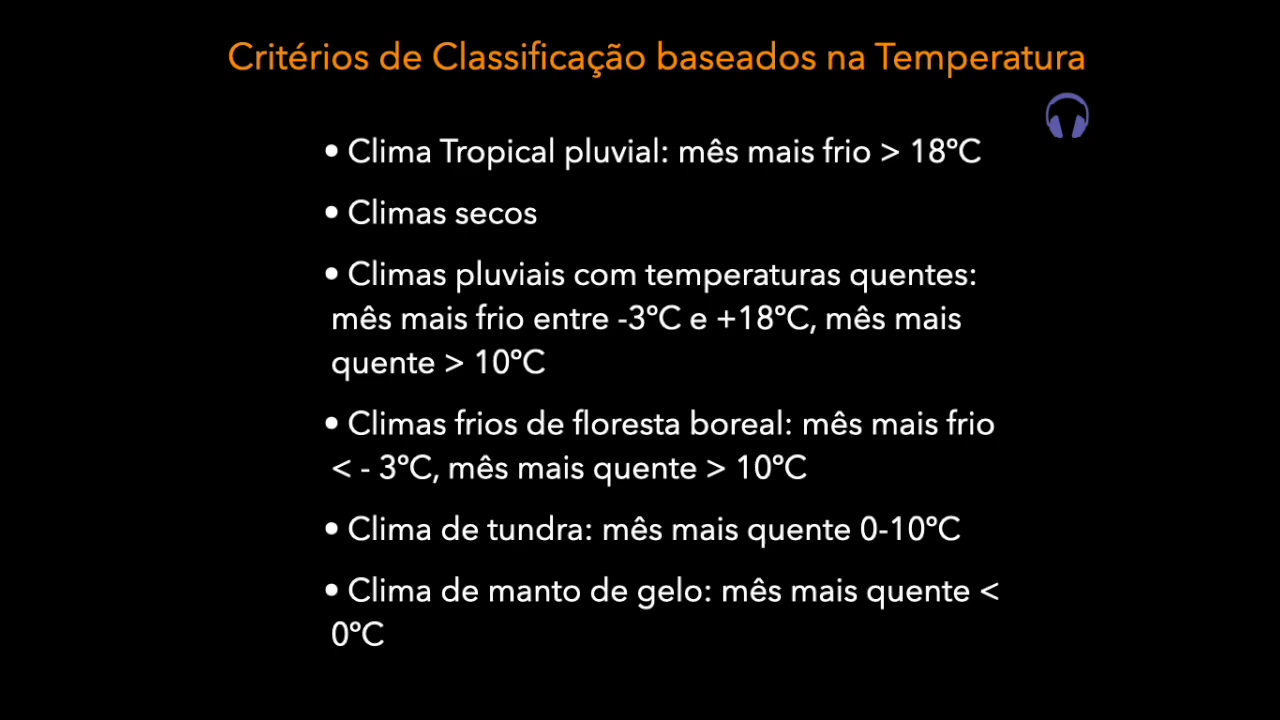 Critérios de Classificação baseados na Temperatura
• Clima Tropical pluvial: mês mais frio > 18ºC
• Climas secos
• Climas pluviais com temperaturas quentes:
mês mais frio entre -3ºC e +18ºC, mês mais
quente > 10ºC
• Climas frios de floresta boreal: mês mais frio
< - 3ºC, mês mais quente > 10ºC
• Clima de tundra: mês mais quente 0-10ºC
• Clima de manto de gelo: mês mais quente <
0ºC